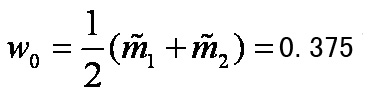 w₀ = 1/2 (m̃₁ + m̃₂) = 0.375